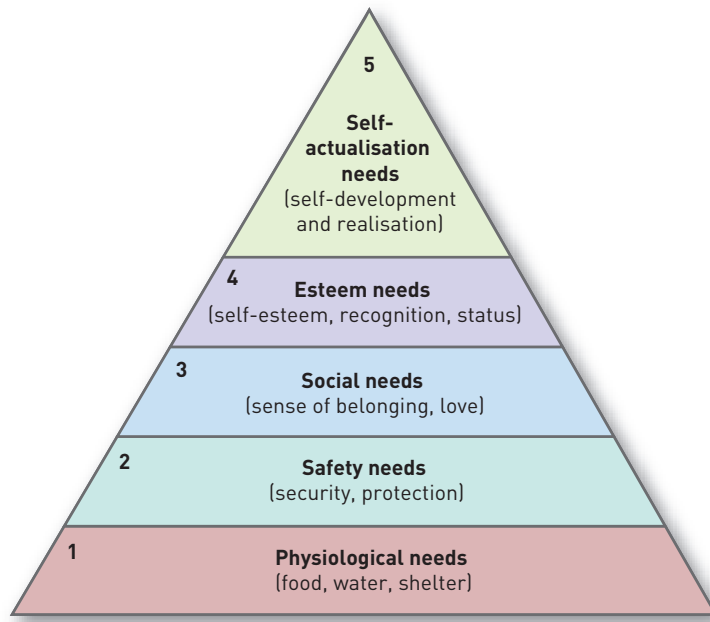 5
Self-
actualisation
needs
(self-development
and realisation)
4
Esteem needs
(self-esteem, recognition, status)
3
Social needs
(sense of belonging, love)
2
Safety needs
(security, protection)
1
Physiological needs
(food, water, shelter)